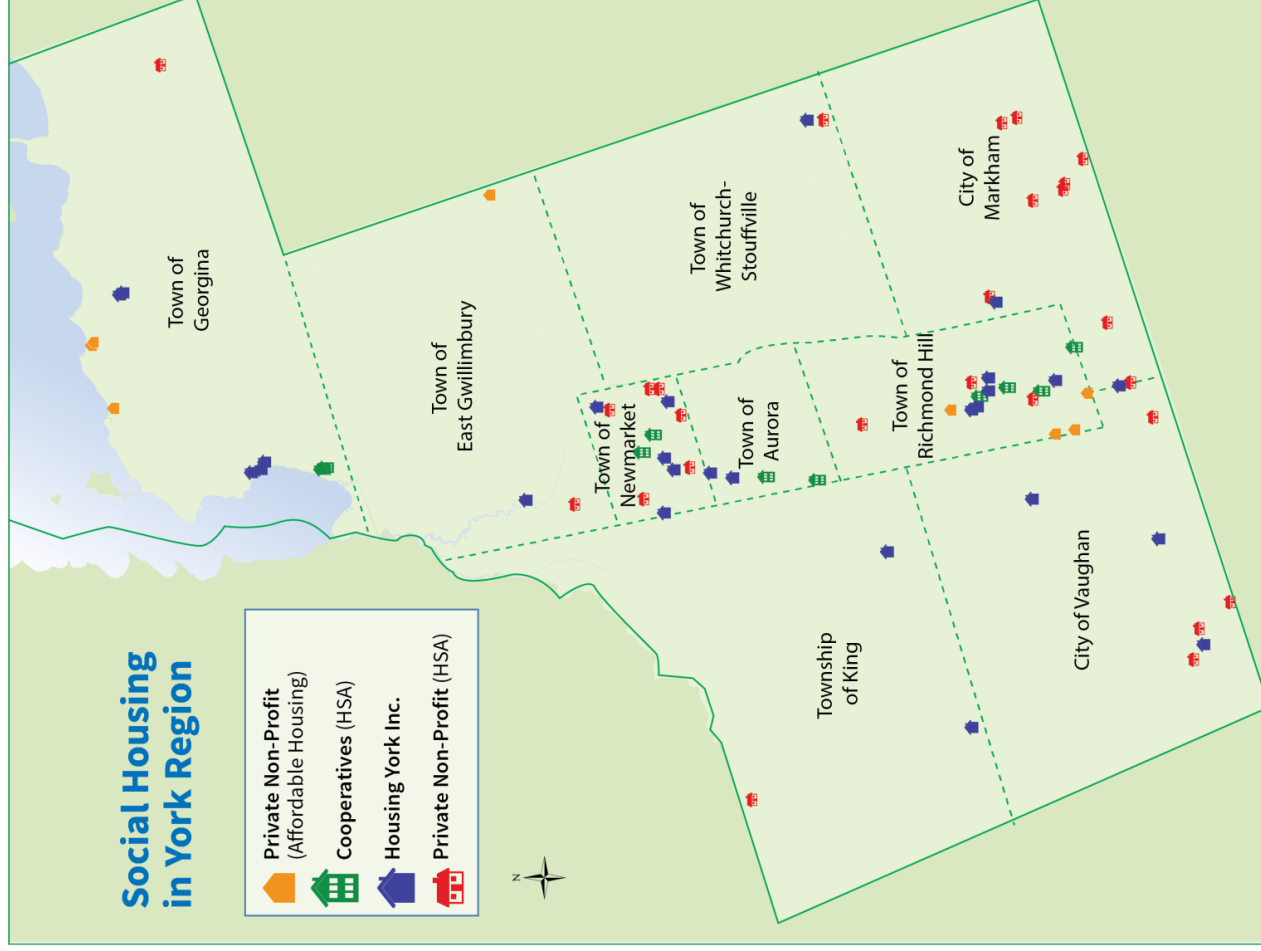 Social Housing
in York Region
Private Non-Profit
(Affordable Housing)
Cooperatives (HSA)
Housing York Inc.
Private Non-Profit (HSA)
N
Town of
Georgina
Town of
East Gwillimbury
Town of
Newmarket
Town of
Whitchurch-
Stouffville
Town of
Aurora
Township
of King
Town of
Richmond Hill
City of
Markham
City of Vaughan